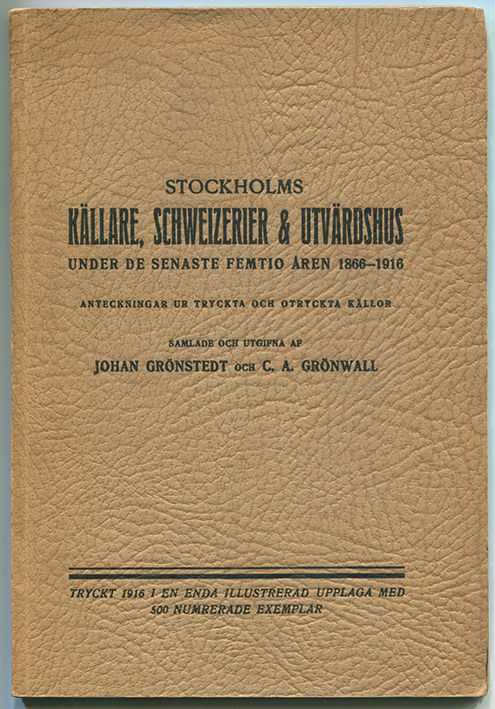 STOCKHOLMS
KÄLLARE, SCHWEIZERIER & UTVÄRDSHUS
UNDER DE SENASTE FEMTIO ÅREN 1866–1916
ANTECKNINGAR UR TRYCKTA OCH OTRYCKTA KÄLLOR
SAMLADE OCH UTGIFNA AF
JOHAN GRÖNSTEDT OCH C. A. GRÖNWALL
TRYCKT 1916 I EN ENDA ILLUSTRERAD UPPLAGA MED
500 NUMRERADE EXEMPLAR